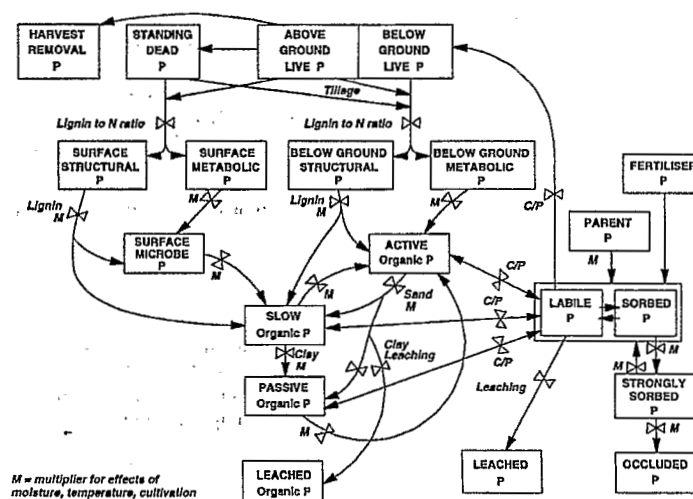 HARVEST
REMOVAL
P
STANDING
DEAD
P
ABOVE
GROUND
LIVE P
BELOW
GROUND
LIVE P
Tillage
Lignin to N ratio
Lignin to N ratio
SURFACE
STRUCTURAL
P
SURFACE
METABOLIC
P
BELOW GROUND
STRUCTURAL
P
BELOW GROUND
METABOLIC
P
FERTILISER
P
Lignin
M
M
Lignin
M
M
C/P
PARENT
P
M
SURFACE
MICROBE
P
M
ACTIVE
Organic P
C/P
M
Sand
M
C/P
SLOW
Organic P
LABILE
P
SORBED
P
Clay
M
Clay
Leaching
C/P
M
M
PASSIVE
Organic P
Leaching
STRONGLY
SORBED
P
M
M
LEACHED
Organic P
LEACHED
P
OCCLUDED
P
M = multiplier for effects of
moisture, temperature, cultivation